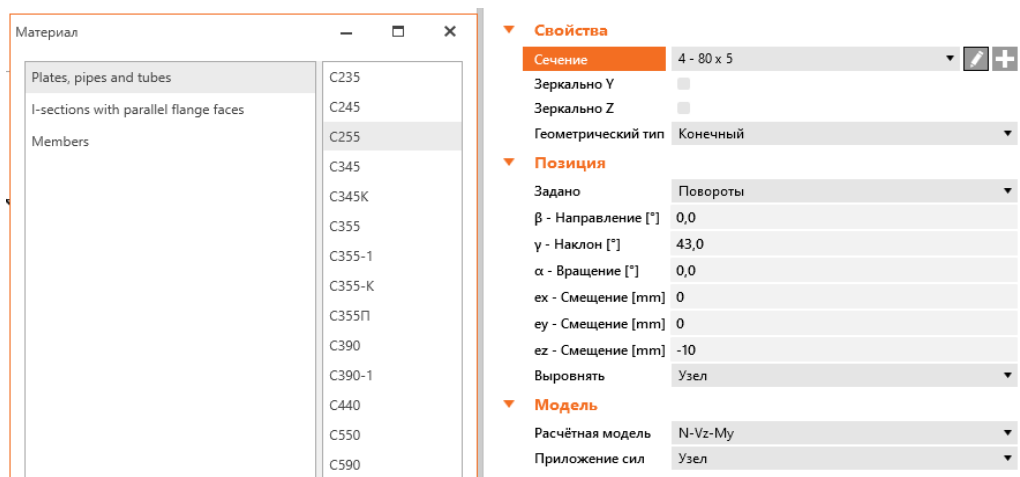 Материал
Plates, pipes and tubes
I-sections with parallel flange faces
Members
C235
C245
C255
C345
C345K
C355
C355-1
C355-K
C355П
C390
C390-1
C440
C550
C590
Свойства
Сечение 4 - 80 x 5
Зеркально Y
Зеркально Z
Геометрический тип Конечный
Позиция
Задано Повороты
β - Направление [°] 0,0
γ - Наклон [°] 43,0
α - Вращение [°] 0,0
ex - Смещение [mm] 0
ey - Смещение [mm] 0
ez - Смещение [mm] -10
Выровнять Узел
Модель
Расчётная модель N-Vz-My
Приложение сил Узел